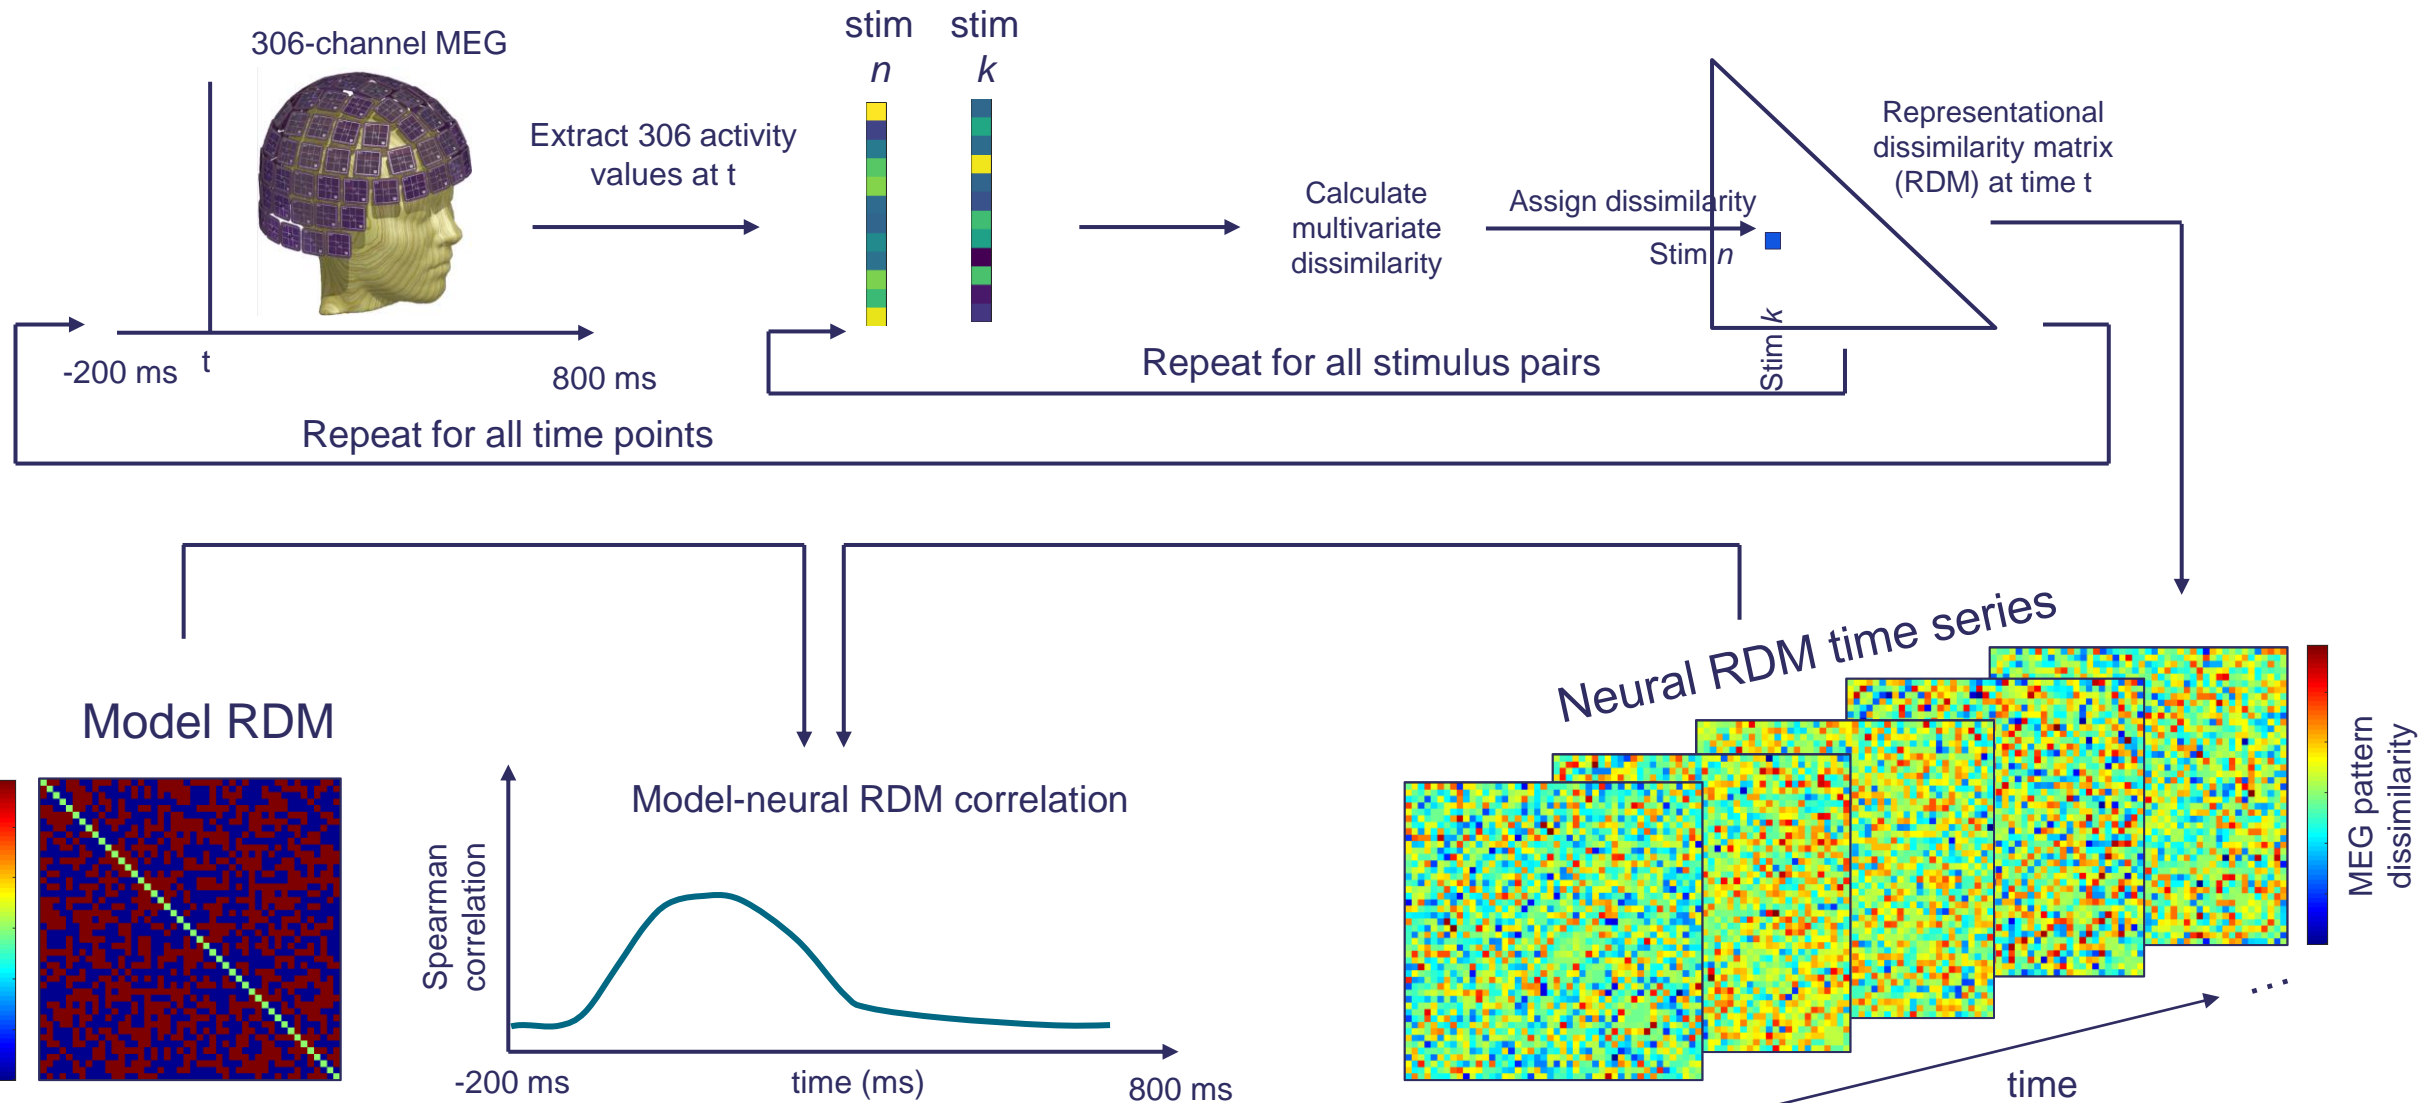 306-channel MEG
-200 ms
t
800 ms
Extract 306 activity
values at t
stim
n
stim
k
Calculate
multivariate
dissimilarity
Assign dissimilarity
Stim n
Stim k
Representational
dissimilarity matrix
(RDM) at time t
Repeat for all stimulus pairs
Repeat for all time points
Model RDM
Model-neural RDM correlation
Spearman
correlation
-200 ms
time (ms)
800 ms
Neural RDM time series
MEG pattern
dissimilarity
...
time